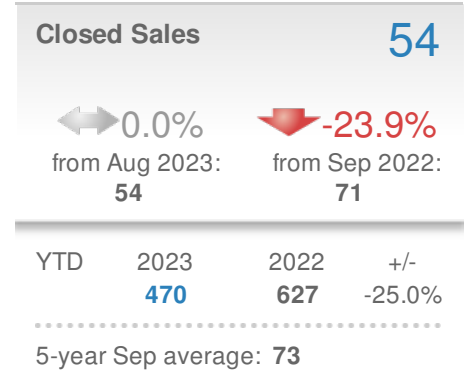 Closed Sales 54
0.0% -23.9%
from Aug 2023: from Sep 2022:
54 71
YTD 2023 2022 +/-
470 627 -25.0%
5-year Sep average: 73